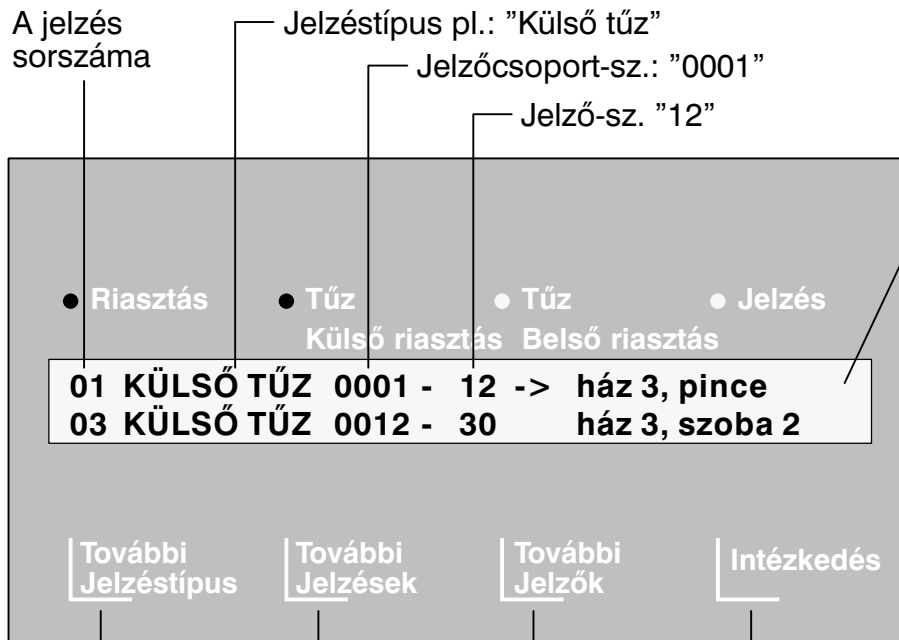 A jelzés
sorszáma
Jelzéstípus pl.: ”Külső tűz”
Jelzőcsoport-sz.: ”0001”
Jelző-sz. ”12”
Riasztás
Tűz
Külső riasztás
Tűz
Belső riasztás
Jelzés
01 KÜLSŐ TŰZ 0001 - 12 -> ház 3, pince
03 KÜLSŐ TŰZ 0012 - 30 ház 3, szoba 2
További
Jelzéstípus
További
Jelzések
További
Jelzők
Intézkedés